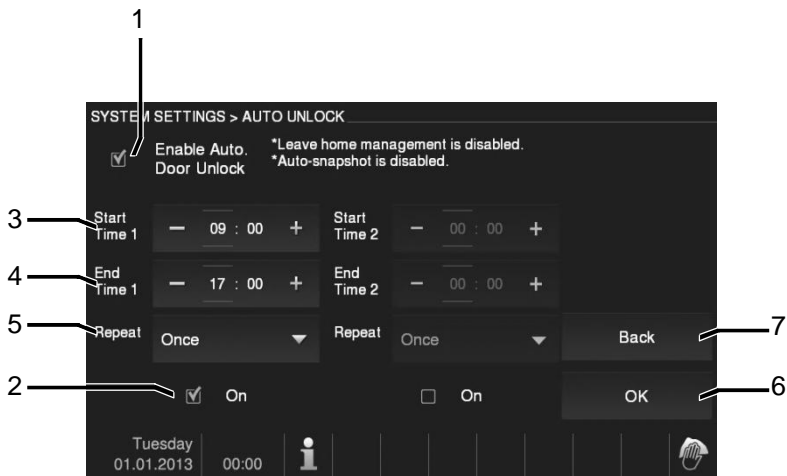 1
SYSTEM SETTINGS > AUTO UNLOCK
Enable Auto.
Door Unlock
*Leave home management is disabled.
*Auto-snapshot is disabled.
3
Start
Time 1
− 09 : 00 +
Start
Time 2
− 00 : 00 +
4
End
Time 1
− 17 : 00 +
End
Time 2
− 00 : 00 +
5
Repeat
Once
Repeat
Once
Back
7
2
On
On
OK
6
Tuesday
01.01.2013
00:00
i